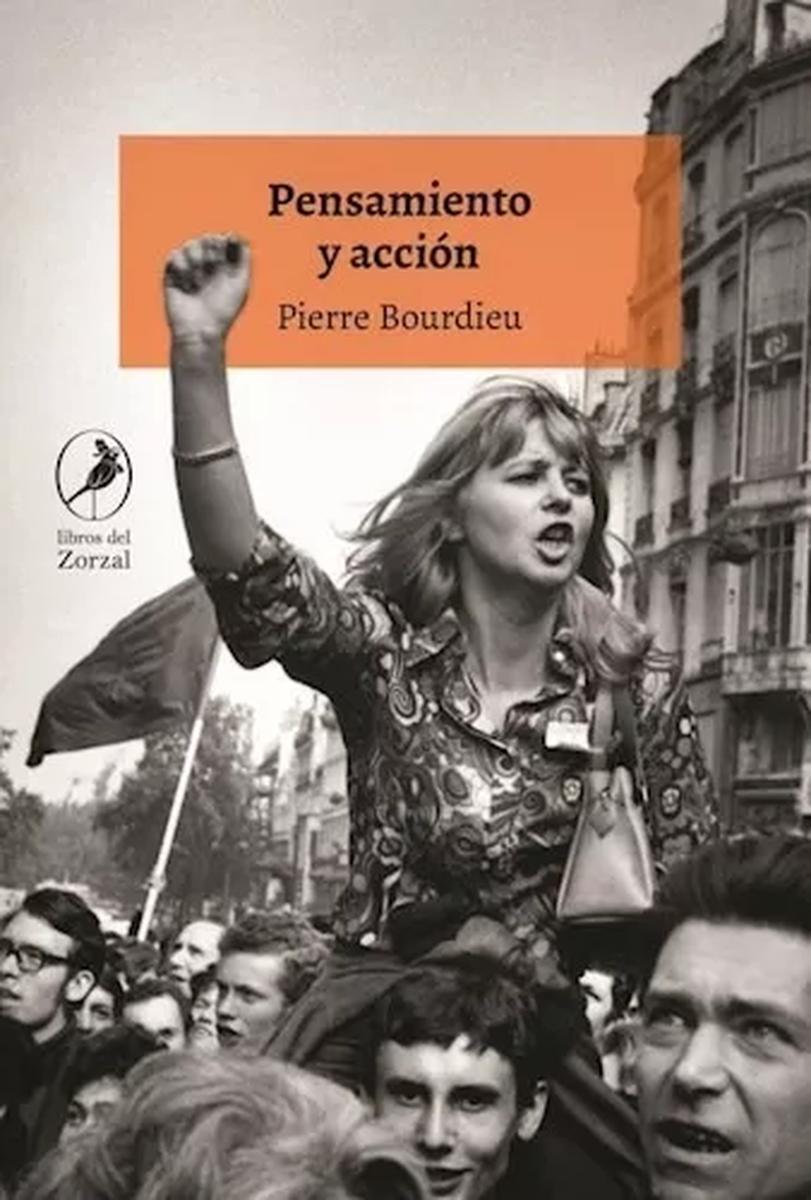 Pensamiento
y acción
Pierre Bourdieu
libros del
Zorzal